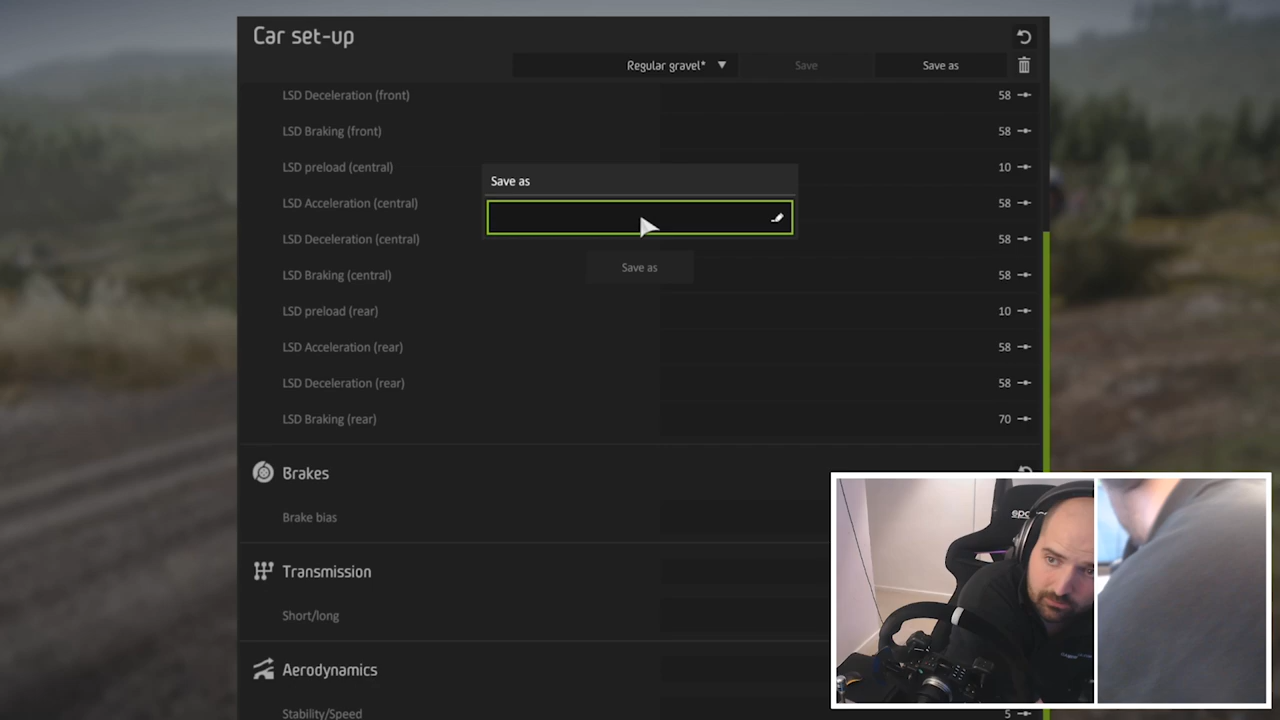 Car set-up
Regular gravel*
Save
Save as
LSD Deceleration (front)
58
LSD Braking (front)
58
LSD preload (central)
10
LSD Acceleration (central)
58
LSD Deceleration (central)
58
LSD Braking (central)
58
LSD preload (rear)
10
LSD Acceleration (rear)
58
LSD Deceleration (rear)
58
LSD Braking (rear)
70
Save as
Save as
Brakes
Brake bias
Transmission
Short/long
Aerodynamics
Stability/Speed
5